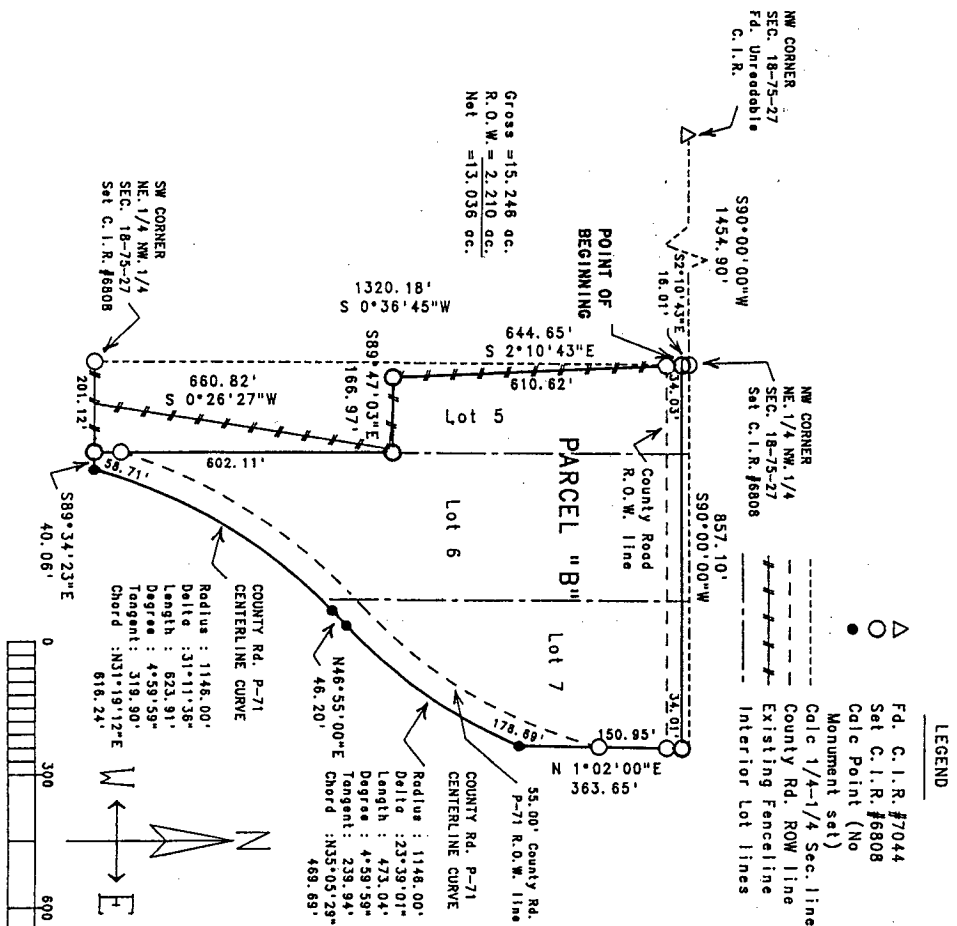 LEGEND
Fd. C.I.R. #7044
Set C.I.R. #6808
Calc Point (No
Monument set)
Calc 1/4-1/4 Sec. line
County Rd. ROW line
Existing Fenceline
Interior Lot lines
NW CORNER
SEC. 18-75-27
Fd. Unreadable
C.I.R.
S90°00'00"W
1454.90'
NW CORNER
NE.1/4 NW.1/4
SEC. 18-75-27
Set C.I.R.#6808
857.10'
S90°00'00"W
S2°10'43"E
16.01'
POINT OF
BEGINNING
34.03'
34.01'
County Road
R.O.W. line
Gross =15.246 ac.
R.O.W.= 2.210 ac.
Net =13.036 ac.
1320.18'
S 0°36'45"W
644.65'
S 2°10'43"E
610.62'
S89°47'03"E
166.97'
Lot 5
PARCEL "B"
Lot 6
Lot 7
660.82'
S 0°26'27"W
602.11'
201.12'
58.71'
SW CORNER
NE.1/4 NW.1/4
SEC. 18-75-27
Set C.I.R.#6808
S89°34'23"E
40.06'
150.95'
N 1°02'00"E
363.65'
178.69'
55.00' County Rd.
P-71 R.O.W. line
COUNTY Rd. P-71
CENTERLINE CURVE
Radius : 1146.00'
Delta :23°39'01"
Length : 473.04'
Degree : 4°59'59"
Tangent: 239.94'
Chord :N35°05'29"
469.69'
N46°55'00"E
46.20'
COUNTY Rd. P-71
CENTERLINE CURVE
Radius : 1146.00'
Delta :31°11'36"
Length : 623.91'
Degree : 4°59'59"
Tangent: 319.90'
Chord :N31°19'12"E
616.24'
N
W
E
0
300
600